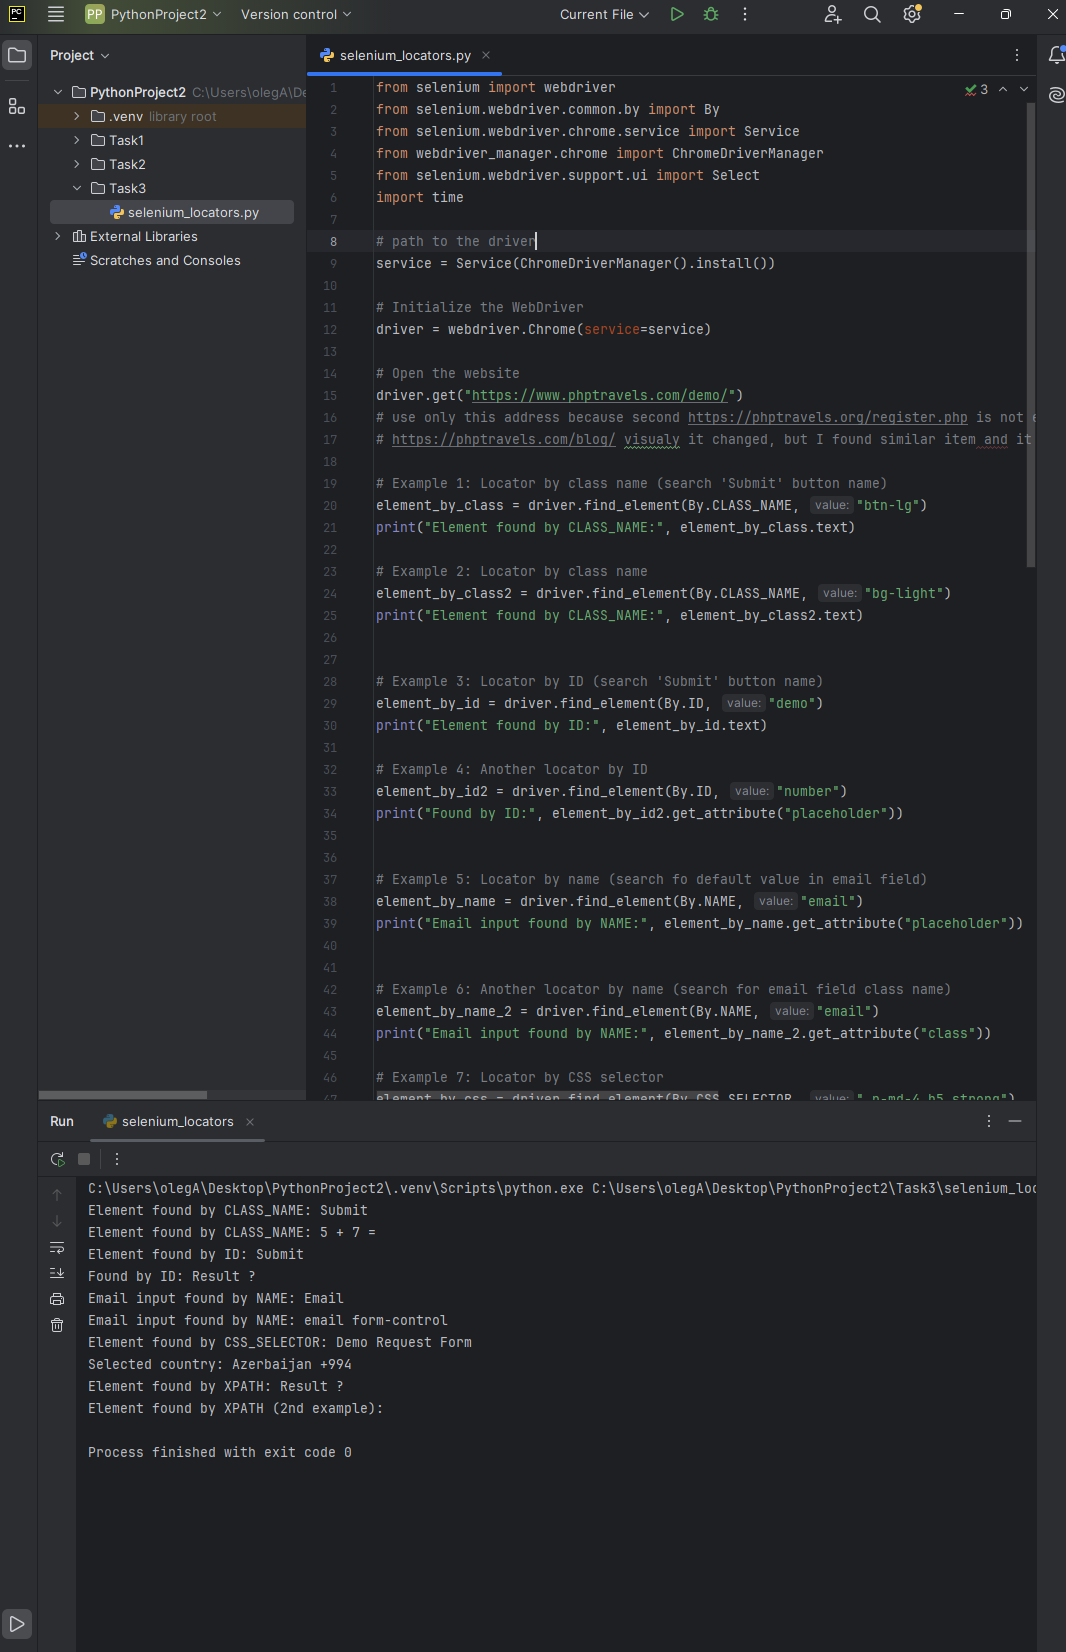 PC
PP PythonProject2 Version control Current File
Project
PythonProject2 C:\Users\olegA\De
.venv library root
Task1
Task2
Task3
selenium_locators.py
External Libraries
Scratches and Consoles
selenium_locators.py
3
1 from selenium import webdriver
2 from selenium.webdriver.common.by import By
3 from selenium.webdriver.chrome.service import Service
4 from webdriver_manager.chrome import ChromeDriverManager
5 from selenium.webdriver.support.ui import Select
6 import time
7
8 # path to the driver
9 service = Service(ChromeDriverManager().install())
10
11 # Initialize the WebDriver
12 driver = webdriver.Chrome(service=service)
13
14 # Open the website
15 driver.get("https://www.phptravels.com/demo/")
16 # use only this address because second https://phptravels.org/register.php is not e
17 # https://phptravels.com/blog/ visualy it changed, but I found similar item and it
18
19 # Example 1: Locator by class name (search 'Submit' button name)
20 element_by_class = driver.find_element(By.CLASS_NAME, value: "btn-lg")
21 print("Element found by CLASS_NAME:", element_by_class.text)
22
23 # Example 2: Locator by class name
24 element_by_class2 = driver.find_element(By.CLASS_NAME, value: "bg-light")
25 print("Element found by CLASS_NAME:", element_by_class2.text)
26
27
28 # Example 3: Locator by ID (search 'Submit' button name)
29 element_by_id = driver.find_element(By.ID, value: "demo")
30 print("Element found by ID:", element_by_id.text)
31
32 # Example 4: Another locator by ID
33 element_by_id2 = driver.find_element(By.ID, value: "number")
34 print("Found by ID:", element_by_id2.get_attribute("placeholder"))
35
36
37 # Example 5: Locator by name (search fo default value in email field)
38 element_by_name = driver.find_element(By.NAME, value: "email")
39 print("Email input found by NAME:", element_by_name.get_attribute("placeholder"))
40
41
42 # Example 6: Another locator by name (search for email field class name)
43 element_by_name_2 = driver.find_element(By.NAME, value: "email")
44 print("Email input found by NAME:", element_by_name_2.get_attribute("class"))
45
46 # Example 7: Locator by CSS selector
47 element_by_css = driver.find_element(By.CSS_SELECTOR, value: ".p-md-4 h5 strong")
Run selenium_locators
C:\Users\olegA\Desktop\PythonProject2\.venv\Scripts\python.exe C:\Users\olegA\Desktop\PythonProject2\Task3\selenium_loc
Element found by CLASS_NAME: Submit
Element found by CLASS_NAME: 5 + 7 =
Element found by ID: Submit
Found by ID: Result ?
Email input found by NAME: Email
Email input found by NAME: email form-control
Element found by CSS_SELECTOR: Demo Request Form
Selected country: Azerbaijan +994
Element found by XPATH: Result ?
Element found by XPATH (2nd example):
Process finished with exit code 0